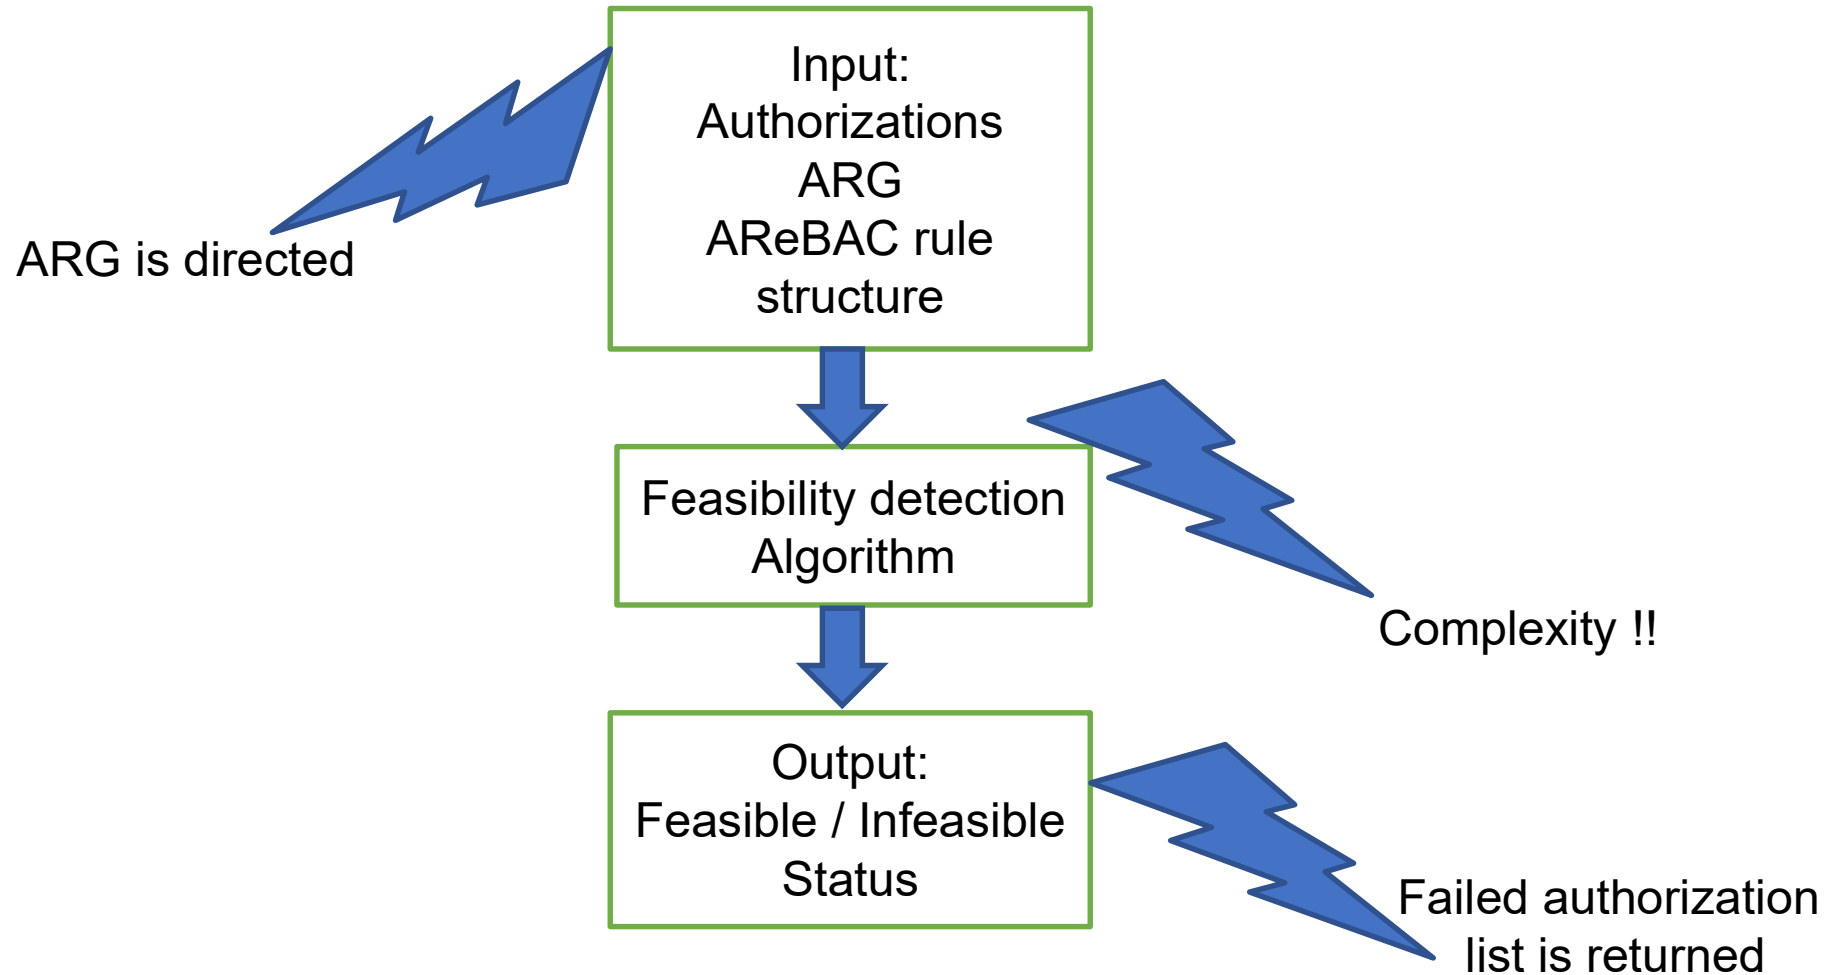 Input:
Authorizations
ARG
AReBAC rule
structure
ARG is directed
Feasibility detection
Algorithm
Complexity !!
Output:
Feasible / Infeasible
Status
Failed authorization
list is returned